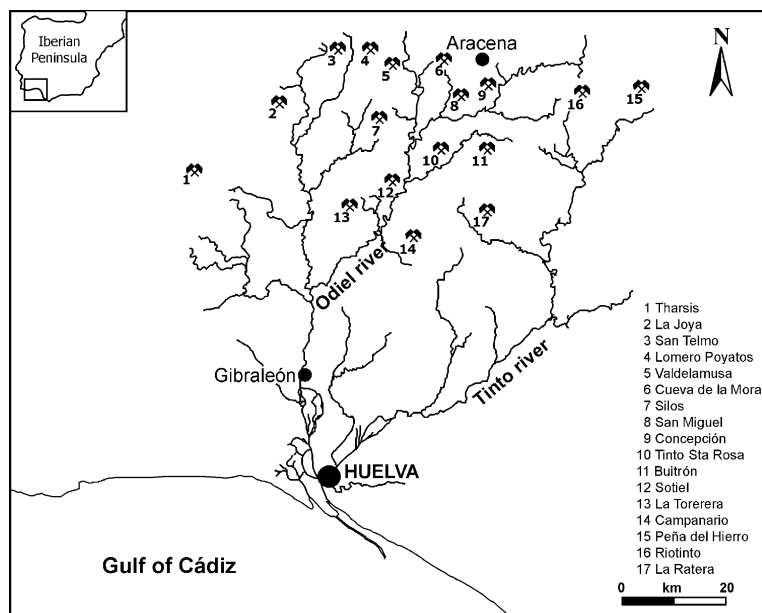 Iberian
Peninsula
Aracena
N
3
4
5
6
9
8
16
15
2
7
1
10
11
12
13
17
14
Odiel river
Gibraleón
Tinto river
HUELVA
Gulf of Cádiz
1 Tharsis
2 La Joya
3 San Telmo
4 Lomero Poyatos
5 Valdelamusa
6 Cueva de la Mora
7 Silos
8 San Miguel
9 Concepción
10 Tinto Sta Rosa
11 Buitrón
12 Sotiel
13 La Torerera
14 Campanario
15 Peña del Hierro
16 Riotinto
17 La Ratera
0 km 20